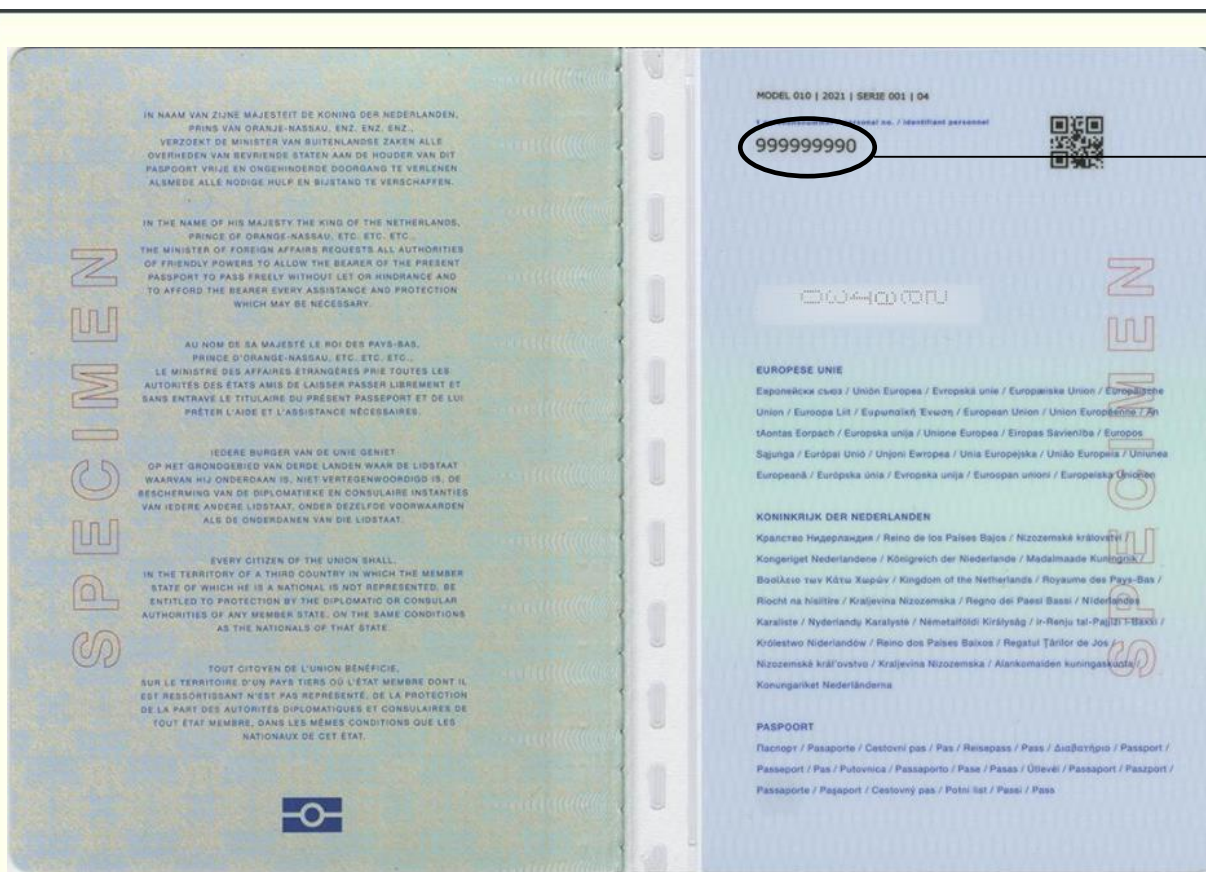 SPECIMEN
IN NAAM VAN ZIJNE MAJESTEIT DE KONING DER NEDERLANDEN,
PRINS VAN ORANJE-NASSAU, ENZ. ENZ. ENZ.,
VERZOEKT DE MINISTER VAN BUITENLANDSE ZAKEN ALLE
OVERHEDEN VAN BEVRIENDE STATEN AAN DE HOUDER VAN DIT
PASPOORT VRIJE EN ONGEHINDERDE DOORGANG TE VERLENEN
ALSMEDE ALLE NODIGE HULP EN BIJSTAND TE VERSCHAFFEN.
IN THE NAME OF HIS MAJESTY THE KING OF THE NETHERLANDS,
PRINCE OF ORANGE-NASSAU, ETC. ETC. ETC.,
THE MINISTER OF FOREIGN AFFAIRS REQUESTS ALL AUTHORITIES
OF FRIENDLY POWERS TO ALLOW THE BEARER OF THE PRESENT
PASSPORT TO PASS FREELY WITHOUT LET OR HINDRANCE AND
TO AFFORD THE BEARER EVERY ASSISTANCE AND PROTECTION
WHICH MAY BE NECESSARY.
AU NOM DE SA MAJESTÉ LE ROI DES PAYS-BAS,
PRINCE D'ORANGE-NASSAU, ETC. ETC. ETC.,
LE MINISTRE DES AFFAIRES ÉTRANGÈRES PRIE TOUTES LES
AUTORITÉS DES ÉTATS AMIS DE LAISSER PASSER LIBREMENT ET
SANS ENTRAVE LE TITULAIRE DU PRÉSENT PASSEPORT ET DE LUI
PRÊTER L'AIDE ET L'ASSISTANCE NÉCESSAIRES.
IEDERE BURGER VAN DE UNIE GENIET
OP HET GRONDGEBIED VAN DERDE LANDEN WAAR DE LIDSTAAT
WAARVAN HIJ ONDERDAAN IS, NIET VERTEGENWOORDIGD IS, DE
BESCHERMING VAN DE DIPLOMATIEKE EN CONSULAIRE INSTANTIES
VAN IEDERE ANDERE LIDSTAAT, ONDER DEZELFDE VOORWAARDEN
ALS DE ONDERDANEN VAN DIE LIDSTAAT.
EVERY CITIZEN OF THE UNION SHALL,
IN THE TERRITORY OF A THIRD COUNTRY IN WHICH THE MEMBER
STATE OF WHICH HE IS A NATIONAL IS NOT REPRESENTED, BE
ENTITLED TO PROTECTION BY THE DIPLOMATIC OR CONSULAR
AUTHORITIES OF ANY MEMBER STATE, ON THE SAME CONDITIONS
AS THE NATIONALS OF THAT STATE.
TOUT CITOYEN DE L'UNION BÉNÉFICIE,
SUR LE TERRITOIRE D'UN PAYS TIERS OÙ L'ÉTAT MEMBRE DONT IL
EST RESSORTISSANT N'EST PAS REPRÉSENTÉ, DE LA PROTECTION
DE LA PART DES AUTORITÉS DIPLOMATIQUES ET CONSULAIRES DE
TOUT ÉTAT MEMBRE, DANS LES MÊMES CONDITIONS QUE LES
NATIONAUX DE CET ÉTAT.
MODEL 010 | 2021 | SERIE 001 | 04
personal no. / identifiant personnel
999999990
SPECIMEN
EUROPESE UNIE
Европейски съюз / Unión Europea / Evropská unie / Europæiske Union / Europäische
Union / Euroopa Liit / Ευρωπαϊκή Ένωση / European Union / Union Européenne / An
tAontas Eorpach / Europska unija / Unione Europea / Eiropas Savienība / Europos
Sąjunga / Európai Unió / Unjoni Ewropea / Unia Europejska / União Europeia / Uniunea
Europeană / Európska únia / Evropska unija / Euroopan unioni / Europeiska Unionen
KONINKRIJK DER NEDERLANDEN
Кралство Нидерландия / Reino de los Países Bajos / Nizozemské království /
Kongeriget Nederlandene / Königreich der Niederlande / Madalmaade Kuningriik /
Βασίλειο των Κάτω Χωρών / Kingdom of the Netherlands / Royaume des Pays-Bas /
Ríocht na hÍsiltíre / Kraljevina Nizozemska / Regno dei Paesi Bassi / Nīderlandes
Karaliste / Nyderlandų Karalystė / Németalföldi Királyság / Ir-Renju tal-Pajjiżi l-Baxxi /
Królestwo Niderlandów / Reino dos Países Baixos / Regatul Țărilor de Jos /
Nizozemské kráľovstvo / Kraljevina Nizozemska / Alankomaiden kuningaskunta /
Konungariket Nederländerna
PASPOORT
Паспорт / Pasaporte / Cestovní pas / Pas / Reisepass / Pass / Διαβατήριο / Passport /
Passeport / Pas / Putovnica / Passaporto / Pase / Pasas / Útlevél / Passaport / Paszport /
Passaporte / Pașaport / Cestovný pas / Potni list / Passi / Pass